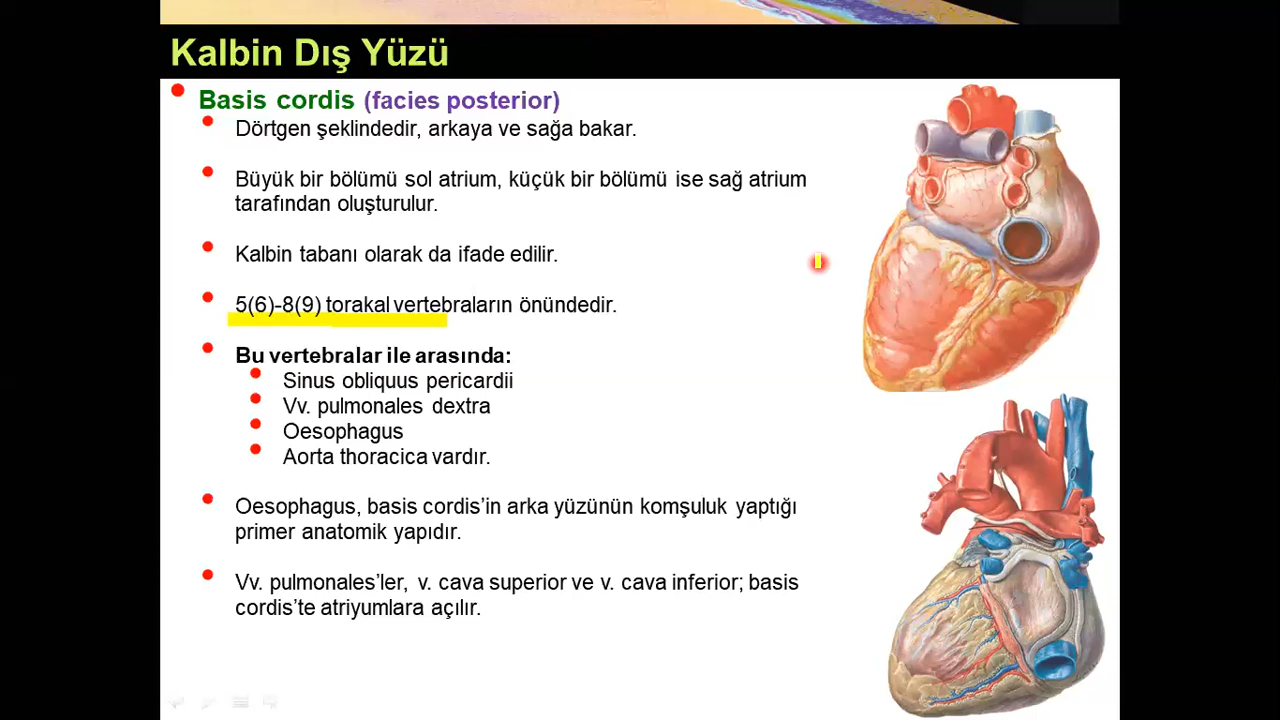 Kalbin Dış Yüzü
Basis cordis (facies posterior)
Dörtgen şeklindedir, arkaya ve sağa bakar.
Büyük bir bölümü sol atrium, küçük bir bölümü ise sağ atrium
tarafından oluşturulur.
Kalbin tabanı olarak da ifade edilir.
5(6)-8(9) torakal vertebraların önündedir.
Bu vertebralar ile arasında:
Sinus obliquus pericardii
Vv. pulmonales dextra
Oesophagus
Aorta thoracica vardır.
Oesophagus, basis cordis’in arka yüzünün komşuluk yaptığı
primer anatomik yapıdır.
Vv. pulmonales’ler, v. cava superior ve v. cava inferior; basis
cordis’te atriyumlara açılır.